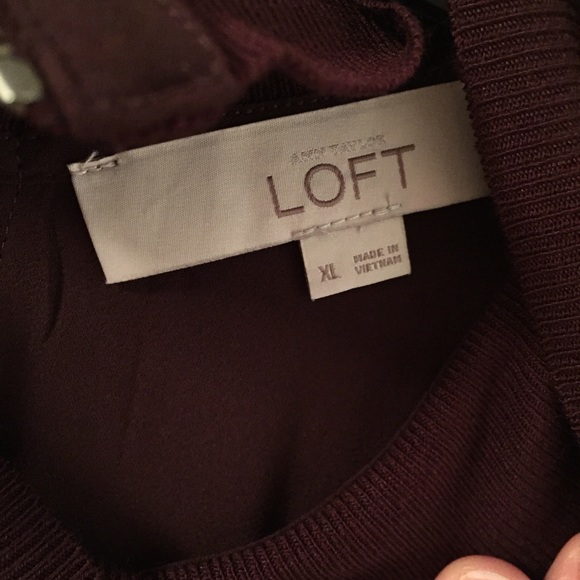 ANN TAYLOR
LOFT
XL
MADE IN
VIETNAM